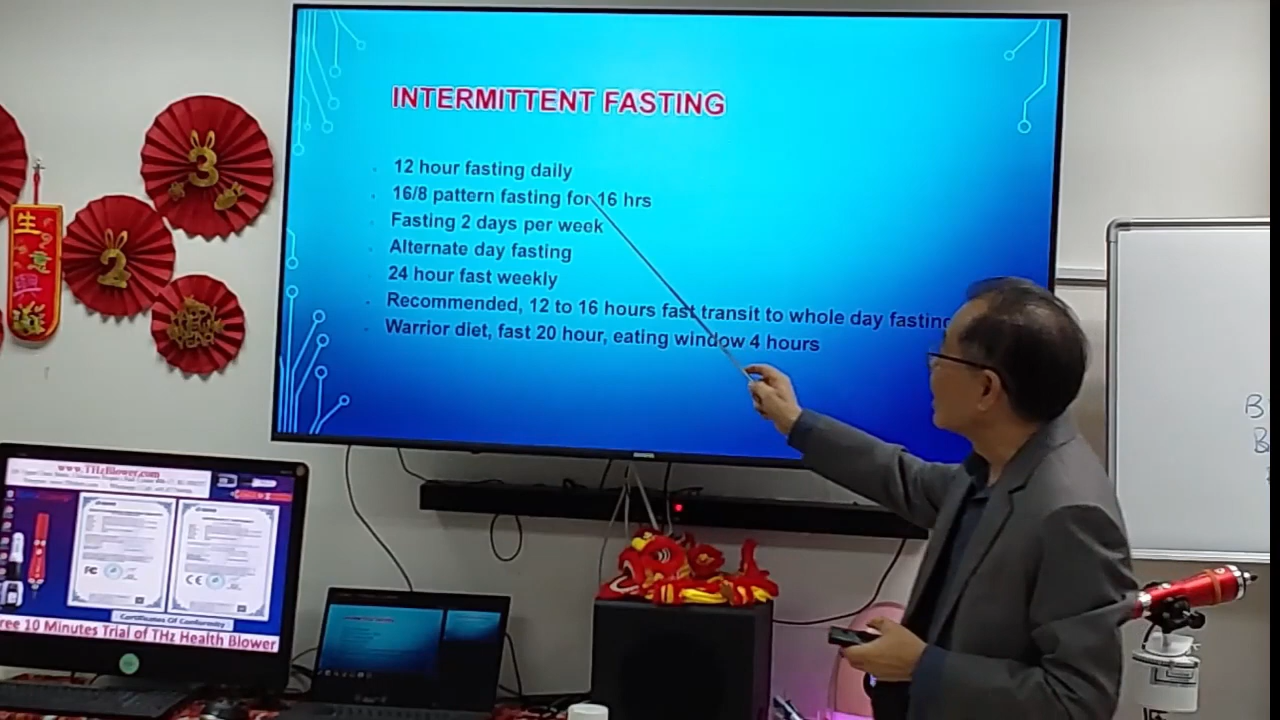 INTERMITTENT FASTING
12 hour fasting daily
16/8 pattern fasting for 16 hrs
Fasting 2 days per week
Alternate day fasting
24 hour fast weekly
Recommended, 12 to 16 hours fast transit to whole day fasting
Warrior diet, fast 20 hour, eating window 4 hours
3
2
生
www.THzBlower.com
FC
CE
Certificates Of Conformity
ree 10 Minutes Trial of THz Health Blower
B
B